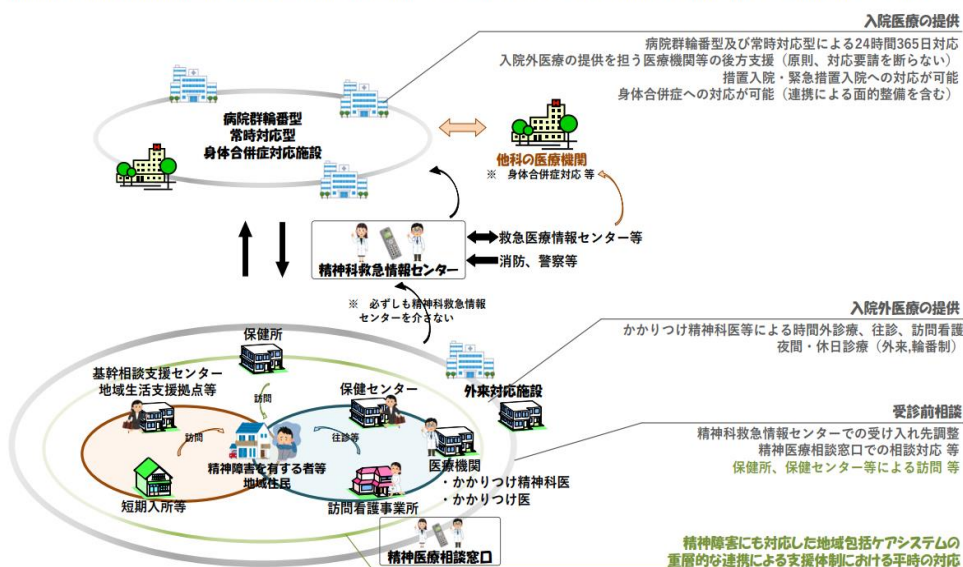 入院医療の提供
病院群輪番型及び常時対応型による24時間365日対応
入院外医療の提供を担う医療機関等の後方支援（原則、対応要請を断らない）
措置入院・緊急措置入院への対応が可能
身体合併症への対応が可能（連携による面的整備を含む）
病院群輪番型
常時対応型
身体合併症対応施設
他科の医療機関
※　身体合併症対応 等
救急医療情報センター等
消防、警察等
精神科救急情報センター
※　必ずしも精神科救急情報
センターを介さない
入院外医療の提供
かかりつけ精神科医等による時間外診療、往診、訪問看護
夜間・休日診療（外来,輪番制）
保健所
基幹相談支援センター
地域生活支援拠点等
保健センター
外来対応施設
訪問
訪問
往診等
受診前相談
精神科救急情報センターでの受け入れ先調整
精神医療相談窓口での相談対応 等
保健所、保健センター等による訪問 等
精神障害を有する者等
地域住民
医療機関
・かかりつけ精神科医
・かかりつけ医
短期入所等
訪問看護事業所
精神医療相談窓口
精神障害にも対応した地域包括ケアシステムの
重層的な連携による支援体制における平時の対応